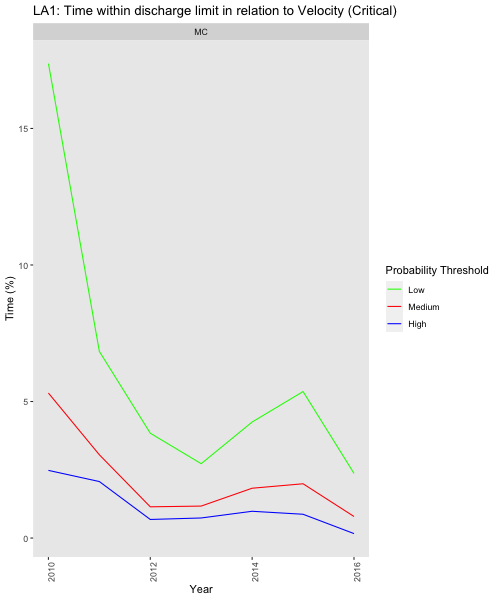 LA1: Time within discharge limit in relation to Velocity (Critical)
MC
15
10
5
0
Time (%)
2010
2012
2014
2016
Year
Probability Threshold
Low
Medium
High